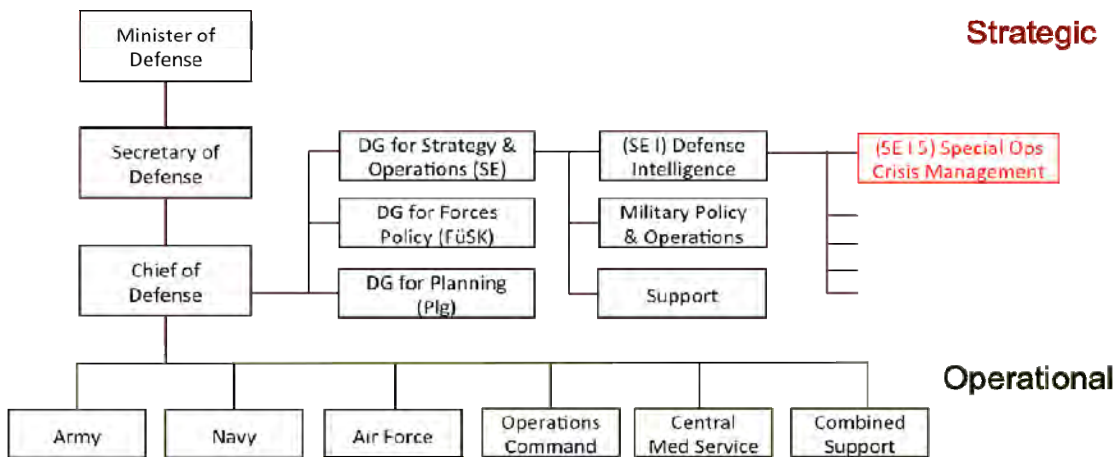 Strategic
Minister of
Defense
Secretary of
Defense
DG for Strategy &
Operations (SE)
(SE I) Defense
Intelligence
(SE I 5) Special Ops
Crisis Management
DG for Forces
Policy (FüSK)
Military Policy
& Operations
Chief of
Defense
DG for Planning
(Plg)
Support
Operational
Army
Navy
Air Force
Operations
Command
Central
Med Service
Combined
Support